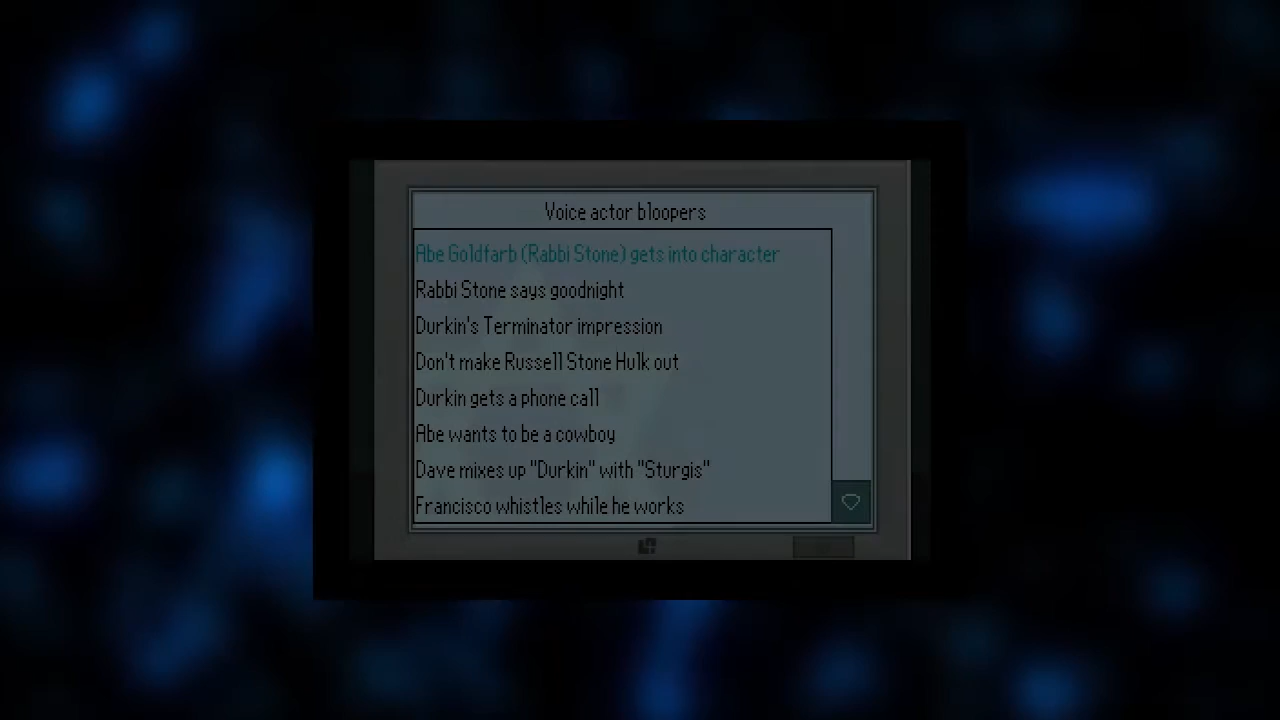 Voice actor bloopers
Abe Goldfarb (Rabbi Stone) gets into character
Rabbi Stone says goodnight
Durkin's Terminator impression
Don't make Russell Stone Hulk out
Durkin gets a phone call
Abe wants to be a cowboy
Dave mixes up "Durkin" with "Sturgis"
Francisco whistles while he works